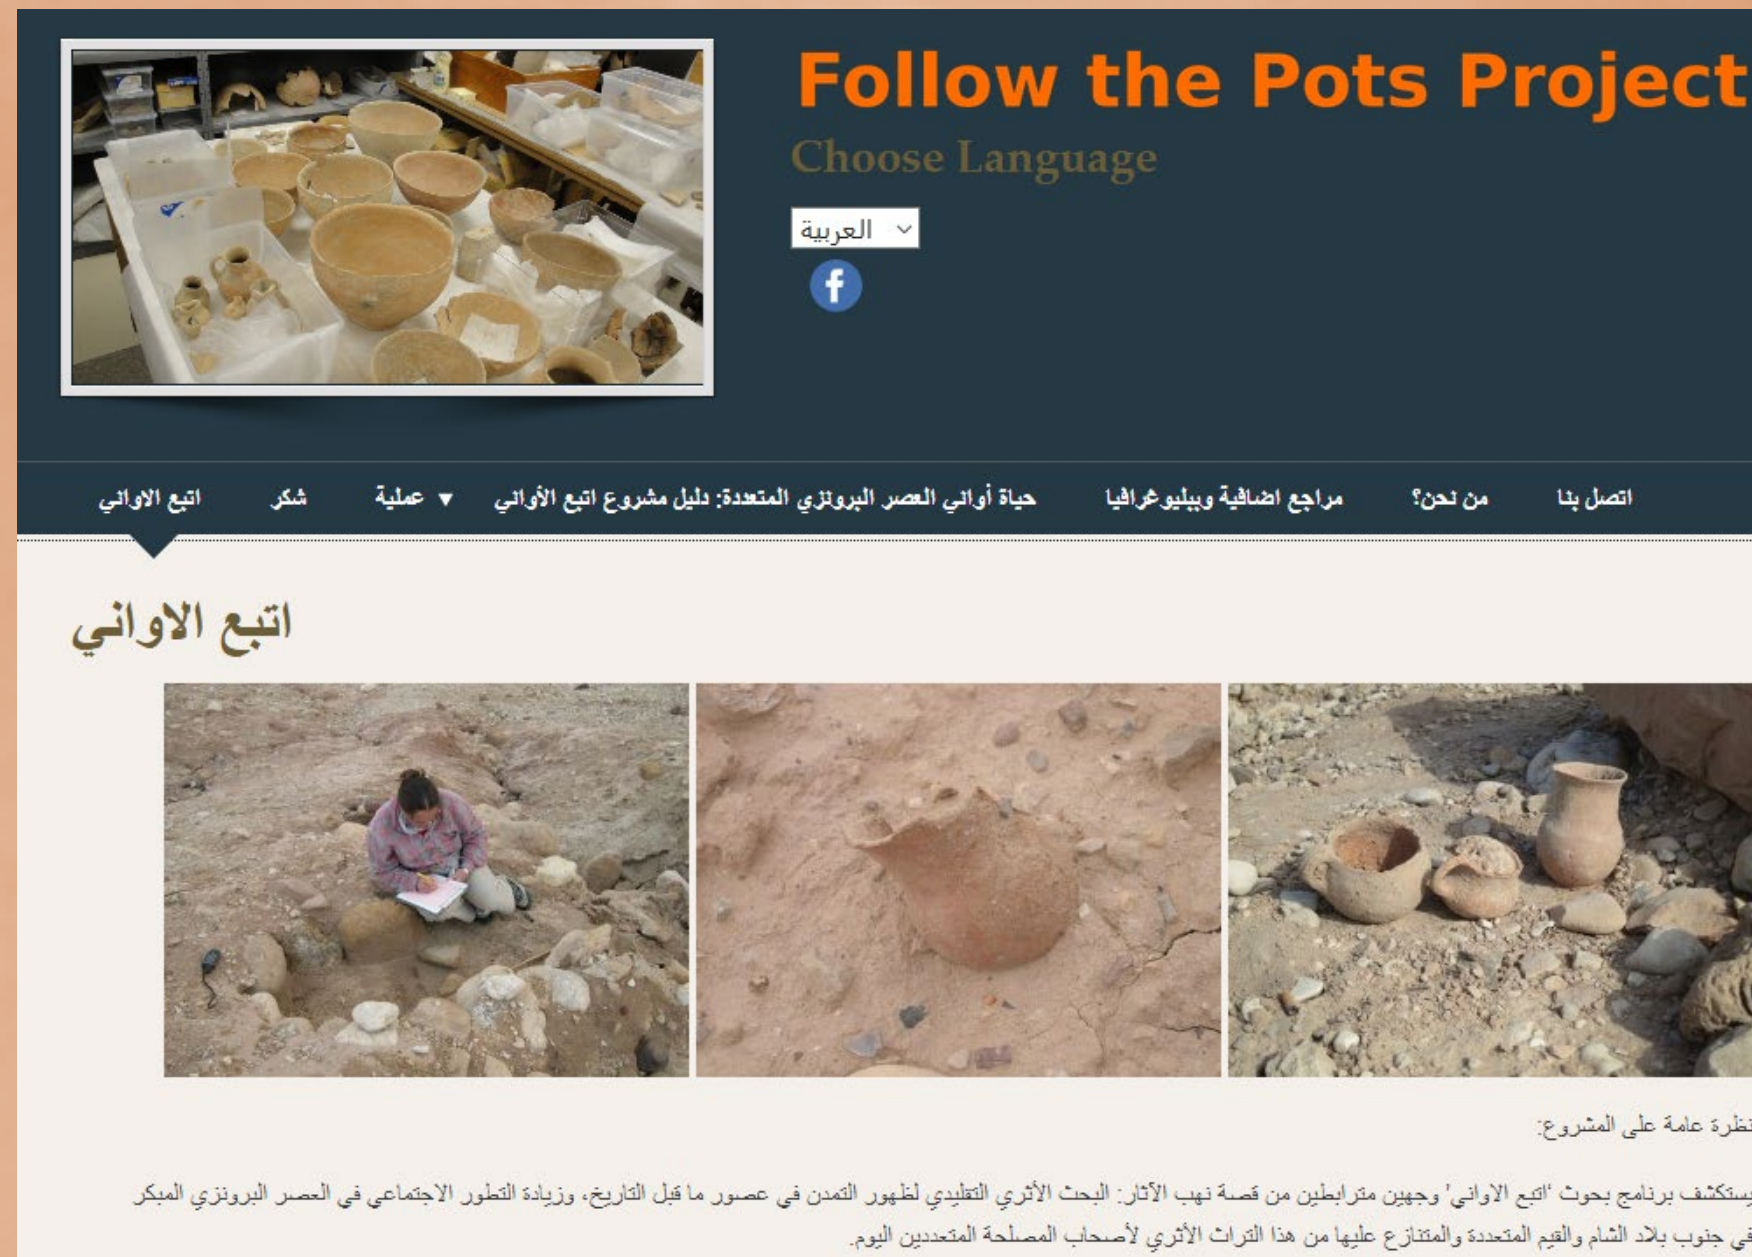 Follow the Pots Project
Choose Language
العربية
f
اتبع الاواني شكر عملية ▼ حياة أواني العصر البرونزي المتعددة: دليل مشروع اتبع الأواني مراجع اضافية وببليوغرافيا من نحن؟ اتصل بنا
اتبع الاواني
نظرة عامة على المشروع:
يستكشف برنامج بحوث 'اتبع الاواني' وجهين مترابطين من قصة نهب الآثار: البحث الأثري التقليدي لظهور التمدن في عصور ما قبل التاريخ، وزيادة التطور الاجتماعي في العصر البرونزي المبكر
في جنوب بلاد الشام والقيم المتعددة والمتنازع عليها من هذا التراث الأثري لأصحاب المصلحة المتعددين اليوم.